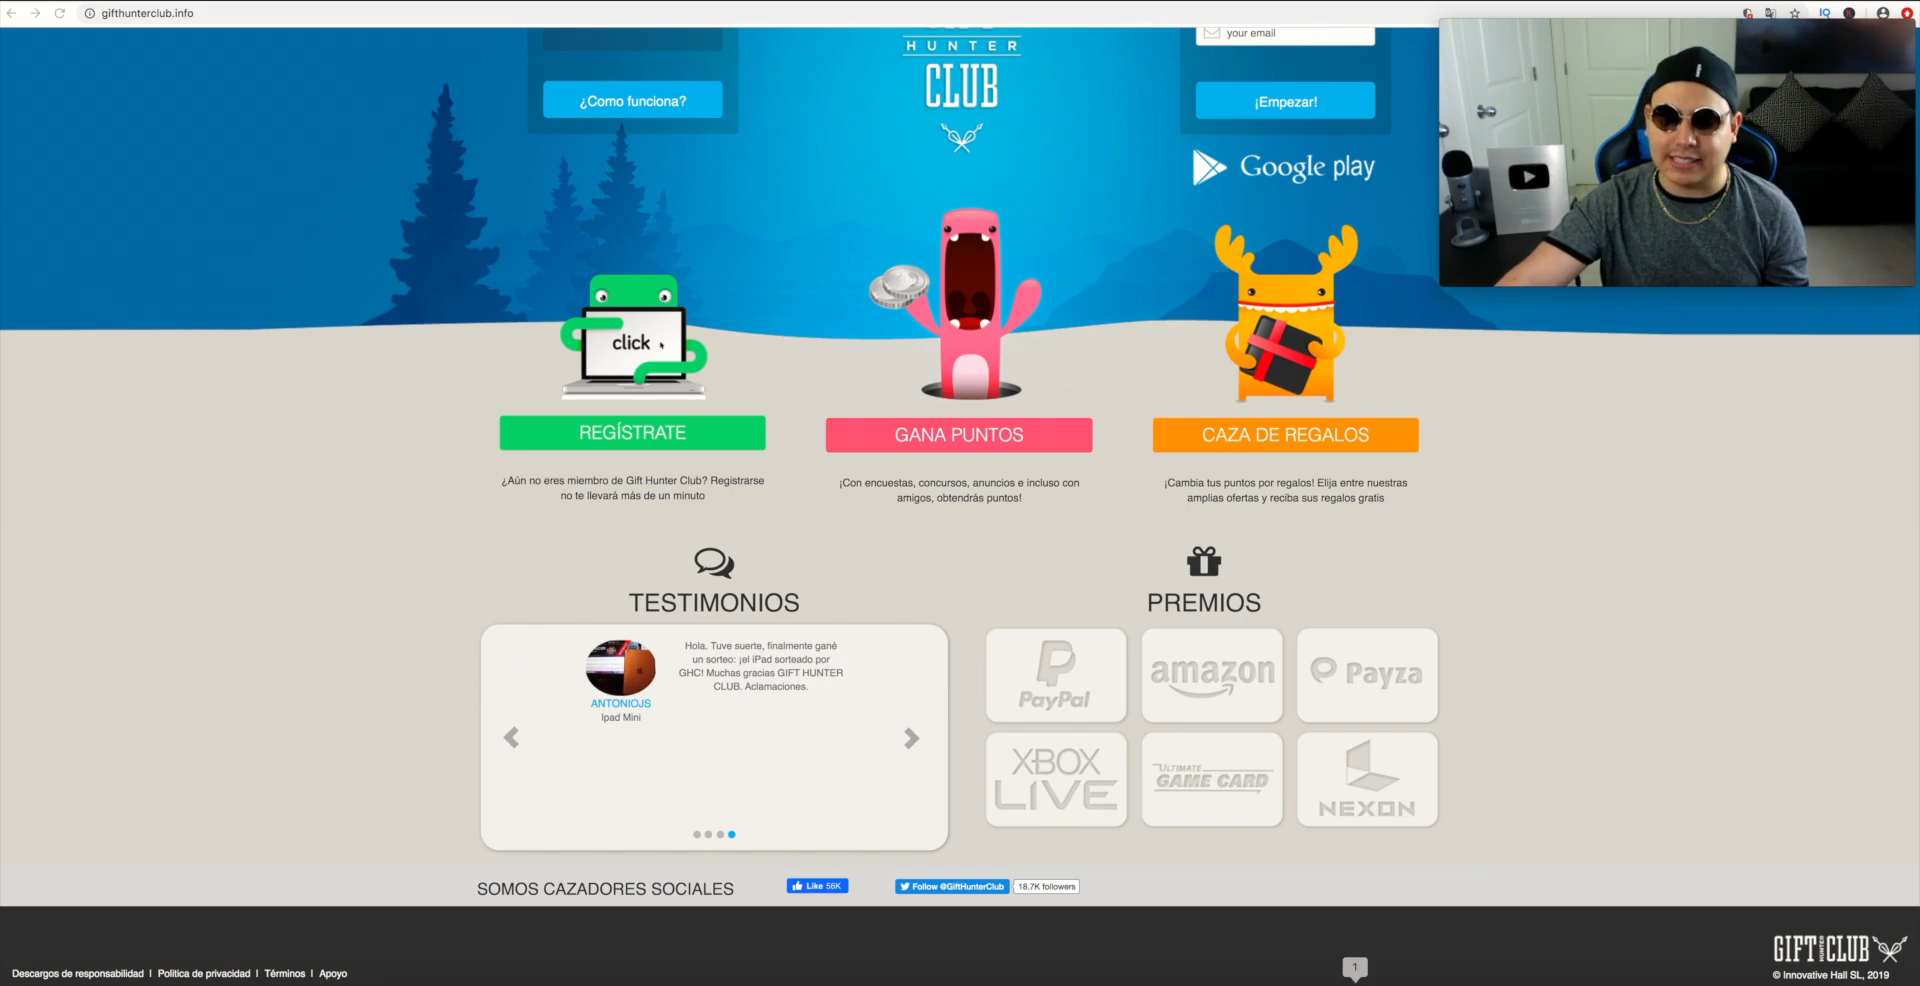 gifthunterclub.info
IQ
your email
HUNTER
CLUB
¿Como funciona?
¡Empezar!
Google play
click
REGÍSTRATE
GANA PUNTOS
CAZA DE REGALOS
¿Aún no eres miembro de Gift Hunter Club? Registrarse
no te llevará más de un minuto
¡Con encuestas, concursos, anuncios e incluso con
amigos, obtendrás puntos!
¡Cambia tus puntos por regalos! Elija entre nuestras
amplias ofertas y reciba sus regalos gratis
TESTIMONIOS
PREMIOS
Hola. Tuve suerte, finalmente gané
un sorteo: ¡el iPad sorteado por
GHC! Muchas gracias GIFT HUNTER
CLUB. Aclamaciones.
ANTONIOJS
Ipad Mini
PayPal
amazon
Payza
XBOX
LIVE
ULTIMATE
GAME CARD
NEXON
SOMOS CAZADORES SOCIALES
Like 56K
Follow @GiftHunterClub
18.7K followers
1
GIFT HUNTER CLUB
Descargos de responsabilidad | Politica de privacidad | Términos | Apoyo
© Innovative Hall SL, 2019